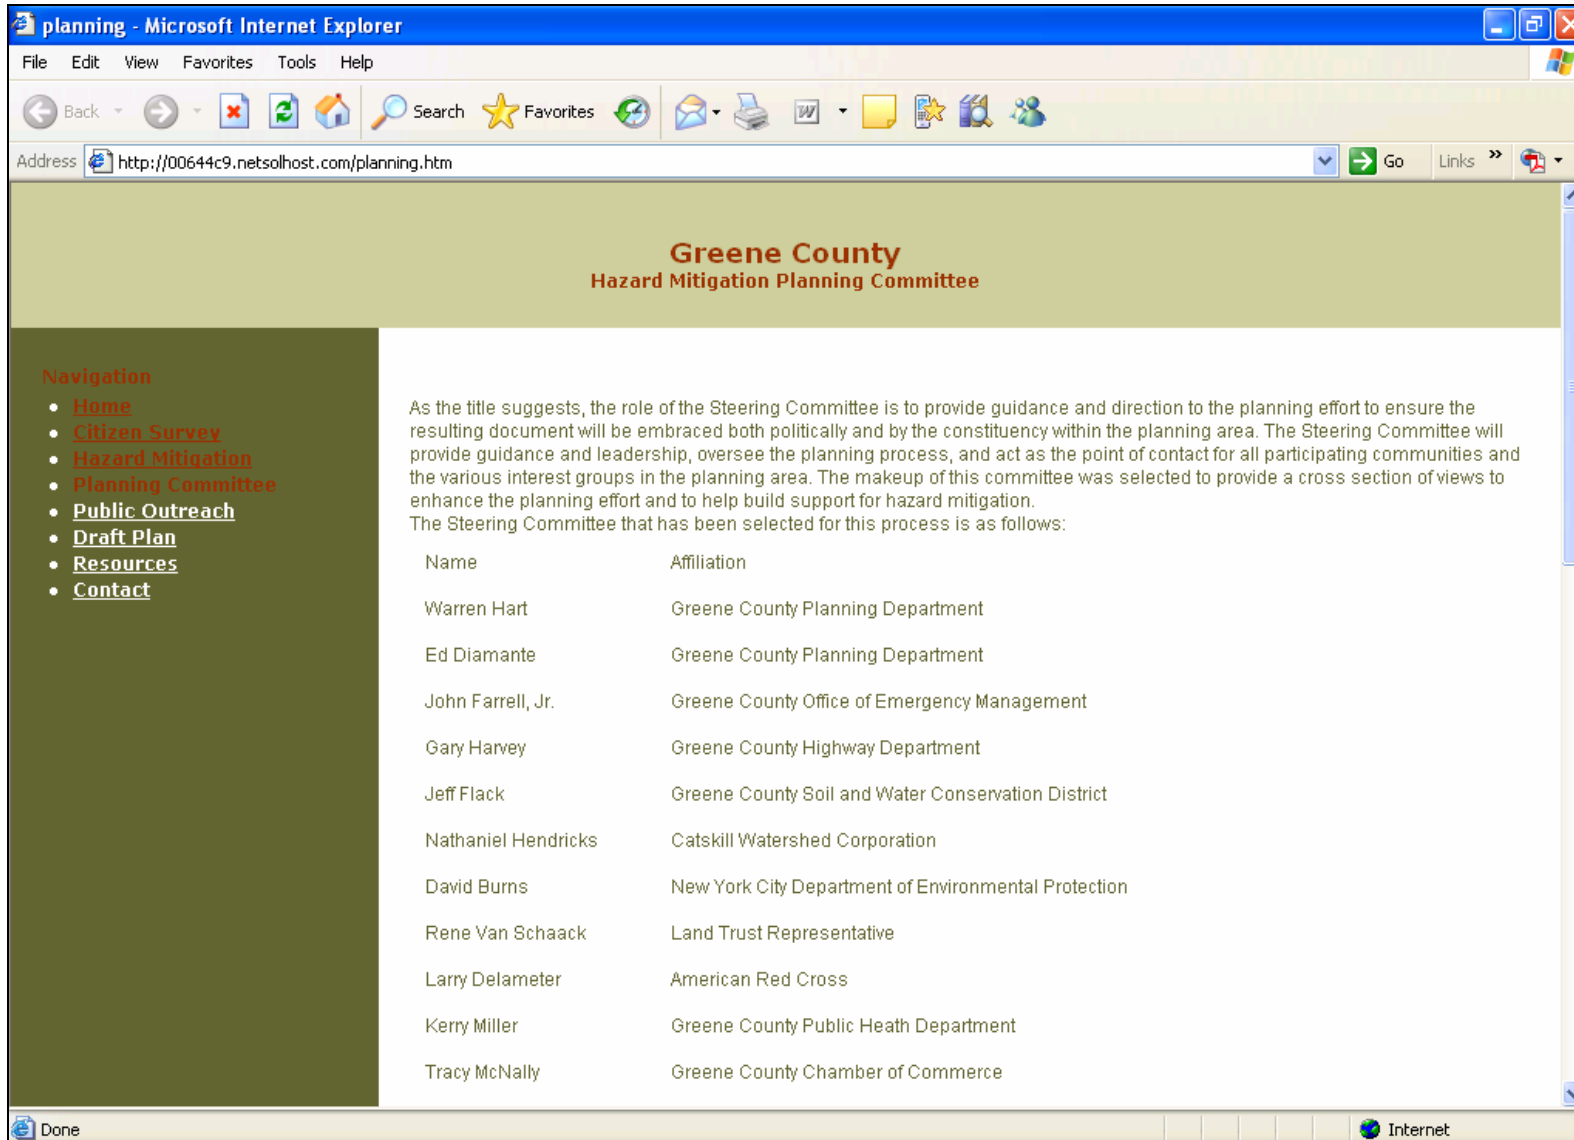 planning - Microsoft Internet Explorer
File Edit View Favorites Tools Help
Back Search Favorites
Address http://00644c9.netsolhost.com/planning.htm Go Links »
Greene County
Hazard Mitigation Planning Committee
Navigation
Home
Citizen Survey
Hazard Mitigation
Planning Committee
Public Outreach
Draft Plan
Resources
Contact
As the title suggests, the role of the Steering Committee is to provide guidance and direction to the planning effort to ensure the
resulting document will be embraced both politically and by the constituency within the planning area. The Steering Committee will
provide guidance and leadership, oversee the planning process, and act as the point of contact for all participating communities and
the various interest groups in the planning area. The makeup of this committee was selected to provide a cross section of views to
enhance the planning effort and to help build support for hazard mitigation.
The Steering Committee that has been selected for this process is as follows:
Name Affiliation
Warren Hart Greene County Planning Department
Ed Diamante Greene County Planning Department
John Farrell, Jr. Greene County Office of Emergency Management
Gary Harvey Greene County Highway Department
Jeff Flack Greene County Soil and Water Conservation District
Nathaniel Hendricks Catskill Watershed Corporation
David Burns New York City Department of Environmental Protection
Rene Van Schaack Land Trust Representative
Larry Delameter American Red Cross
Kerry Miller Greene County Public Heath Department
Tracy McNally Greene County Chamber of Commerce
Done Internet